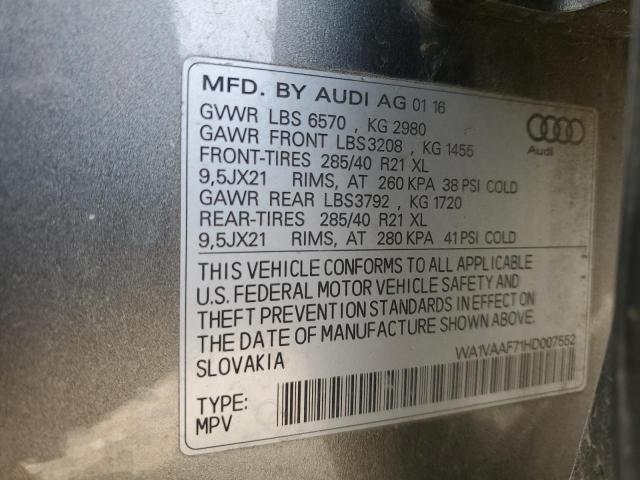 MFD. BY AUDI AG 01 16
GVWR LBS 6570 , KG 2980
GAWR FRONT LBS3208 , KG 1455
FRONT-TIRES 285/40 R21 XL
9,5JX21 RIMS, AT 260 KPA 38 PSI COLD
GAWR REAR LBS3792 , KG 1720
REAR-TIRES 285/40 R21 XL
9,5JX21 RIMS, AT 280 KPA 41 PSI COLD
Audi
THIS VEHICLE CONFORMS TO ALL APPLICABLE
U.S. FEDERAL MOTOR VEHICLE SAFETY AND
THEFT PREVENTION STANDARDS IN EFFECT ON
THE DATE OF MANUFACTURE SHOWN ABOVE.
SLOVAKIA
WA1VAAF71HD007552
TYPE:
MPV